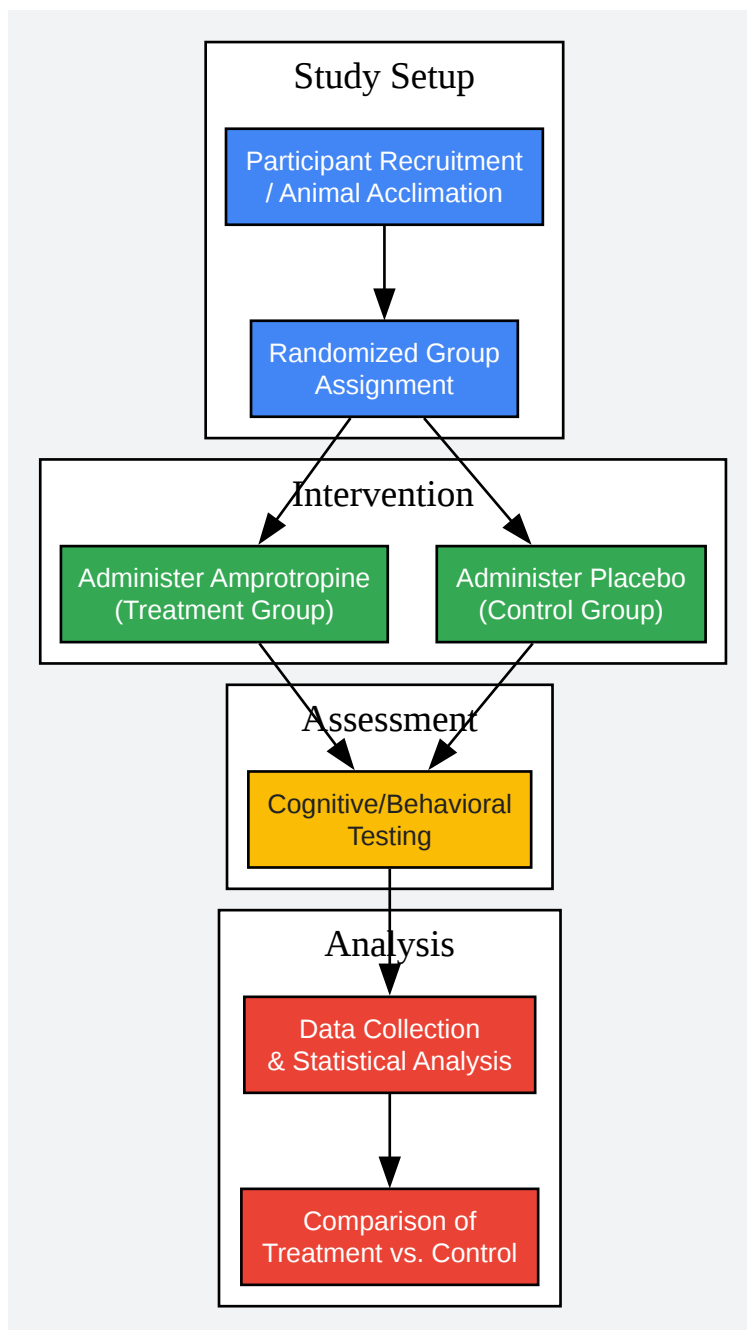 Study Setup
Participant Recruitment
/ Animal Acclimation
Randomized Group
Assignment
Intervention
Administer Amprotropine
(Treatment Group)
Administer Placebo
(Control Group)
Assessment
Cognitive/Behavioral
Testing
Analysis
Data Collection
& Statistical Analysis
Comparison of
Treatment vs. Control